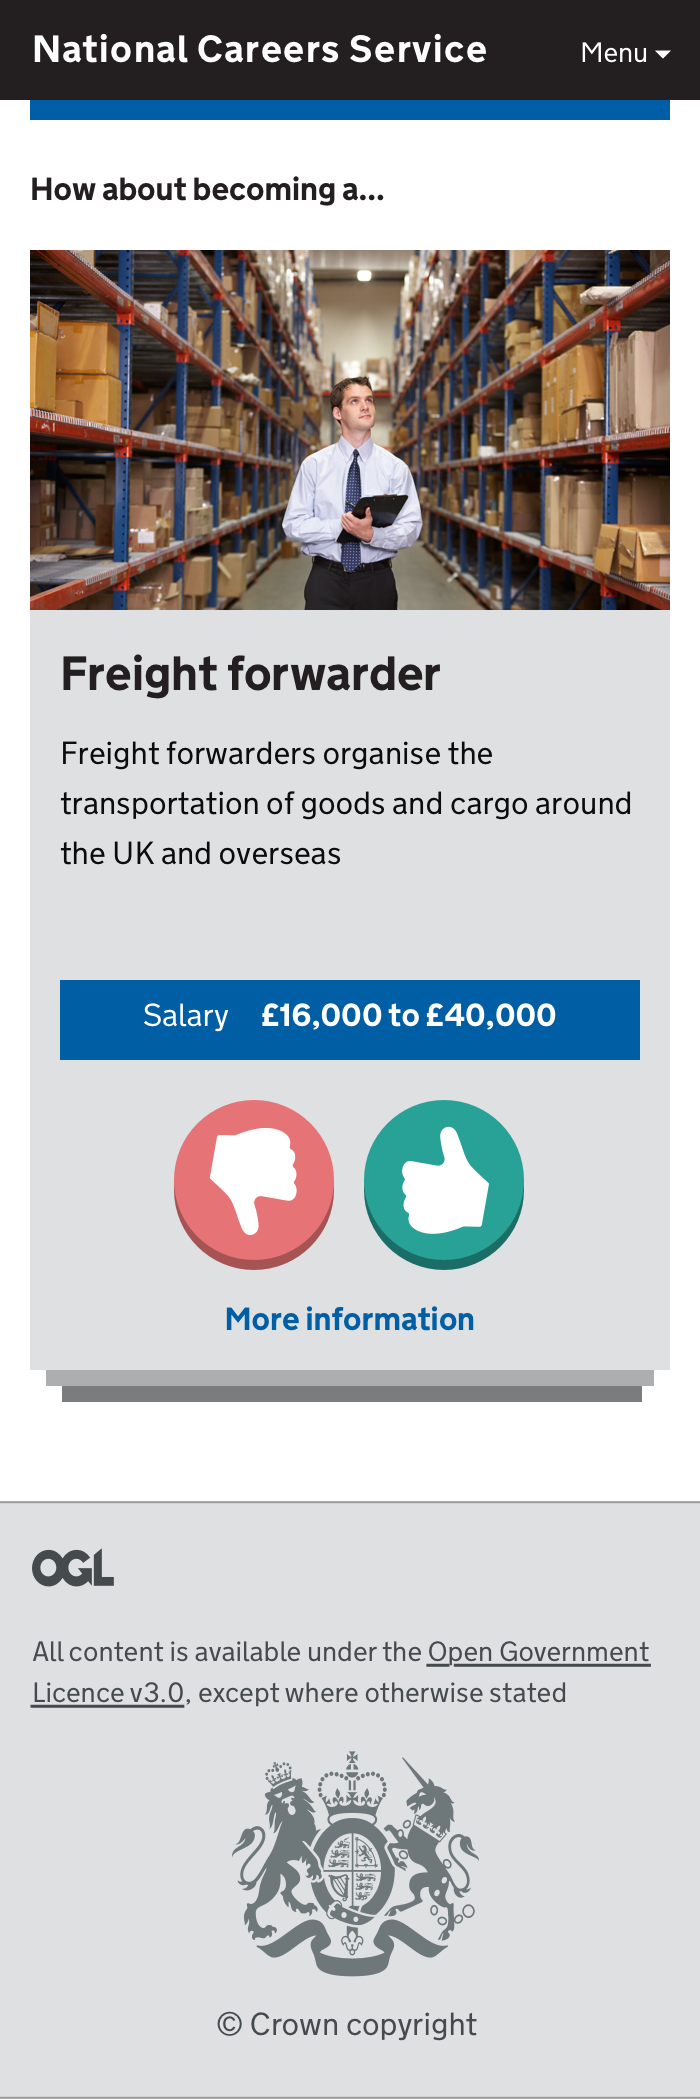 National Careers Service
Menu
How about becoming a...
Freight forwarder
Freight forwarders organise the
transportation of goods and cargo around
the UK and overseas
Salary £16,000 to £40,000
More information
OGL
All content is available under the Open Government
Licence v3.0, except where otherwise stated
© Crown copyright